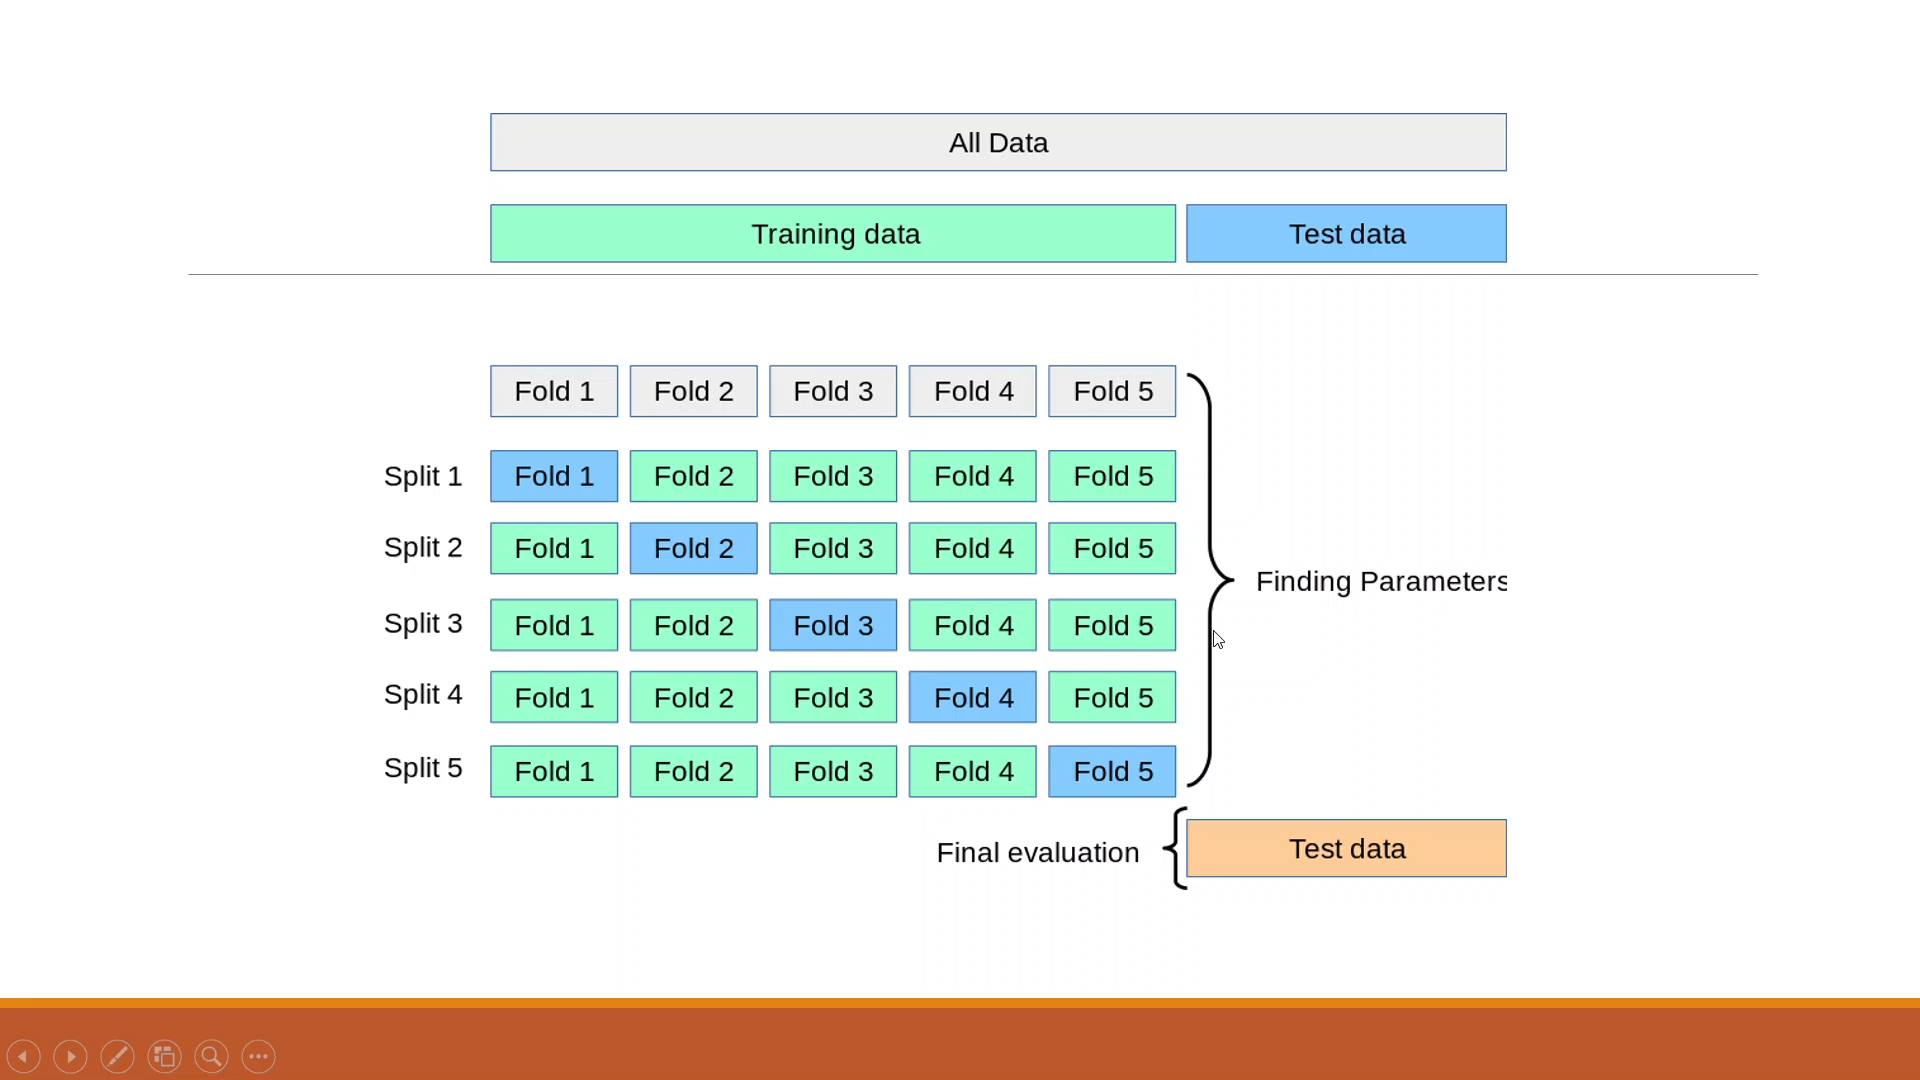 All Data
Training data Test data
Fold 1 Fold 2 Fold 3 Fold 4 Fold 5
Split 1 Fold 1 Fold 2 Fold 3 Fold 4 Fold 5
Split 2 Fold 1 Fold 2 Fold 3 Fold 4 Fold 5
Finding Parameters
Split 3 Fold 1 Fold 2 Fold 3 Fold 4 Fold 5
Split 4 Fold 1 Fold 2 Fold 3 Fold 4 Fold 5
Split 5 Fold 1 Fold 2 Fold 3 Fold 4 Fold 5
Final evaluation Test data